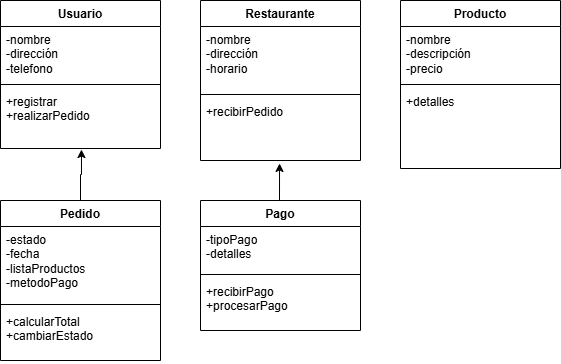 Usuario
-nombre
-dirección
-telefono
+registrar
+realizarPedido
Restaurante
-nombre
-dirección
-horario
+recibirPedido
Producto
-nombre
-descripción
-precio
+detalles
Pedido
-estado
-fecha
-listaProductos
-metodoPago
+calcularTotal
+cambiarEstado
Pago
-tipoPago
-detalles
+recibirPago
+procesarPago